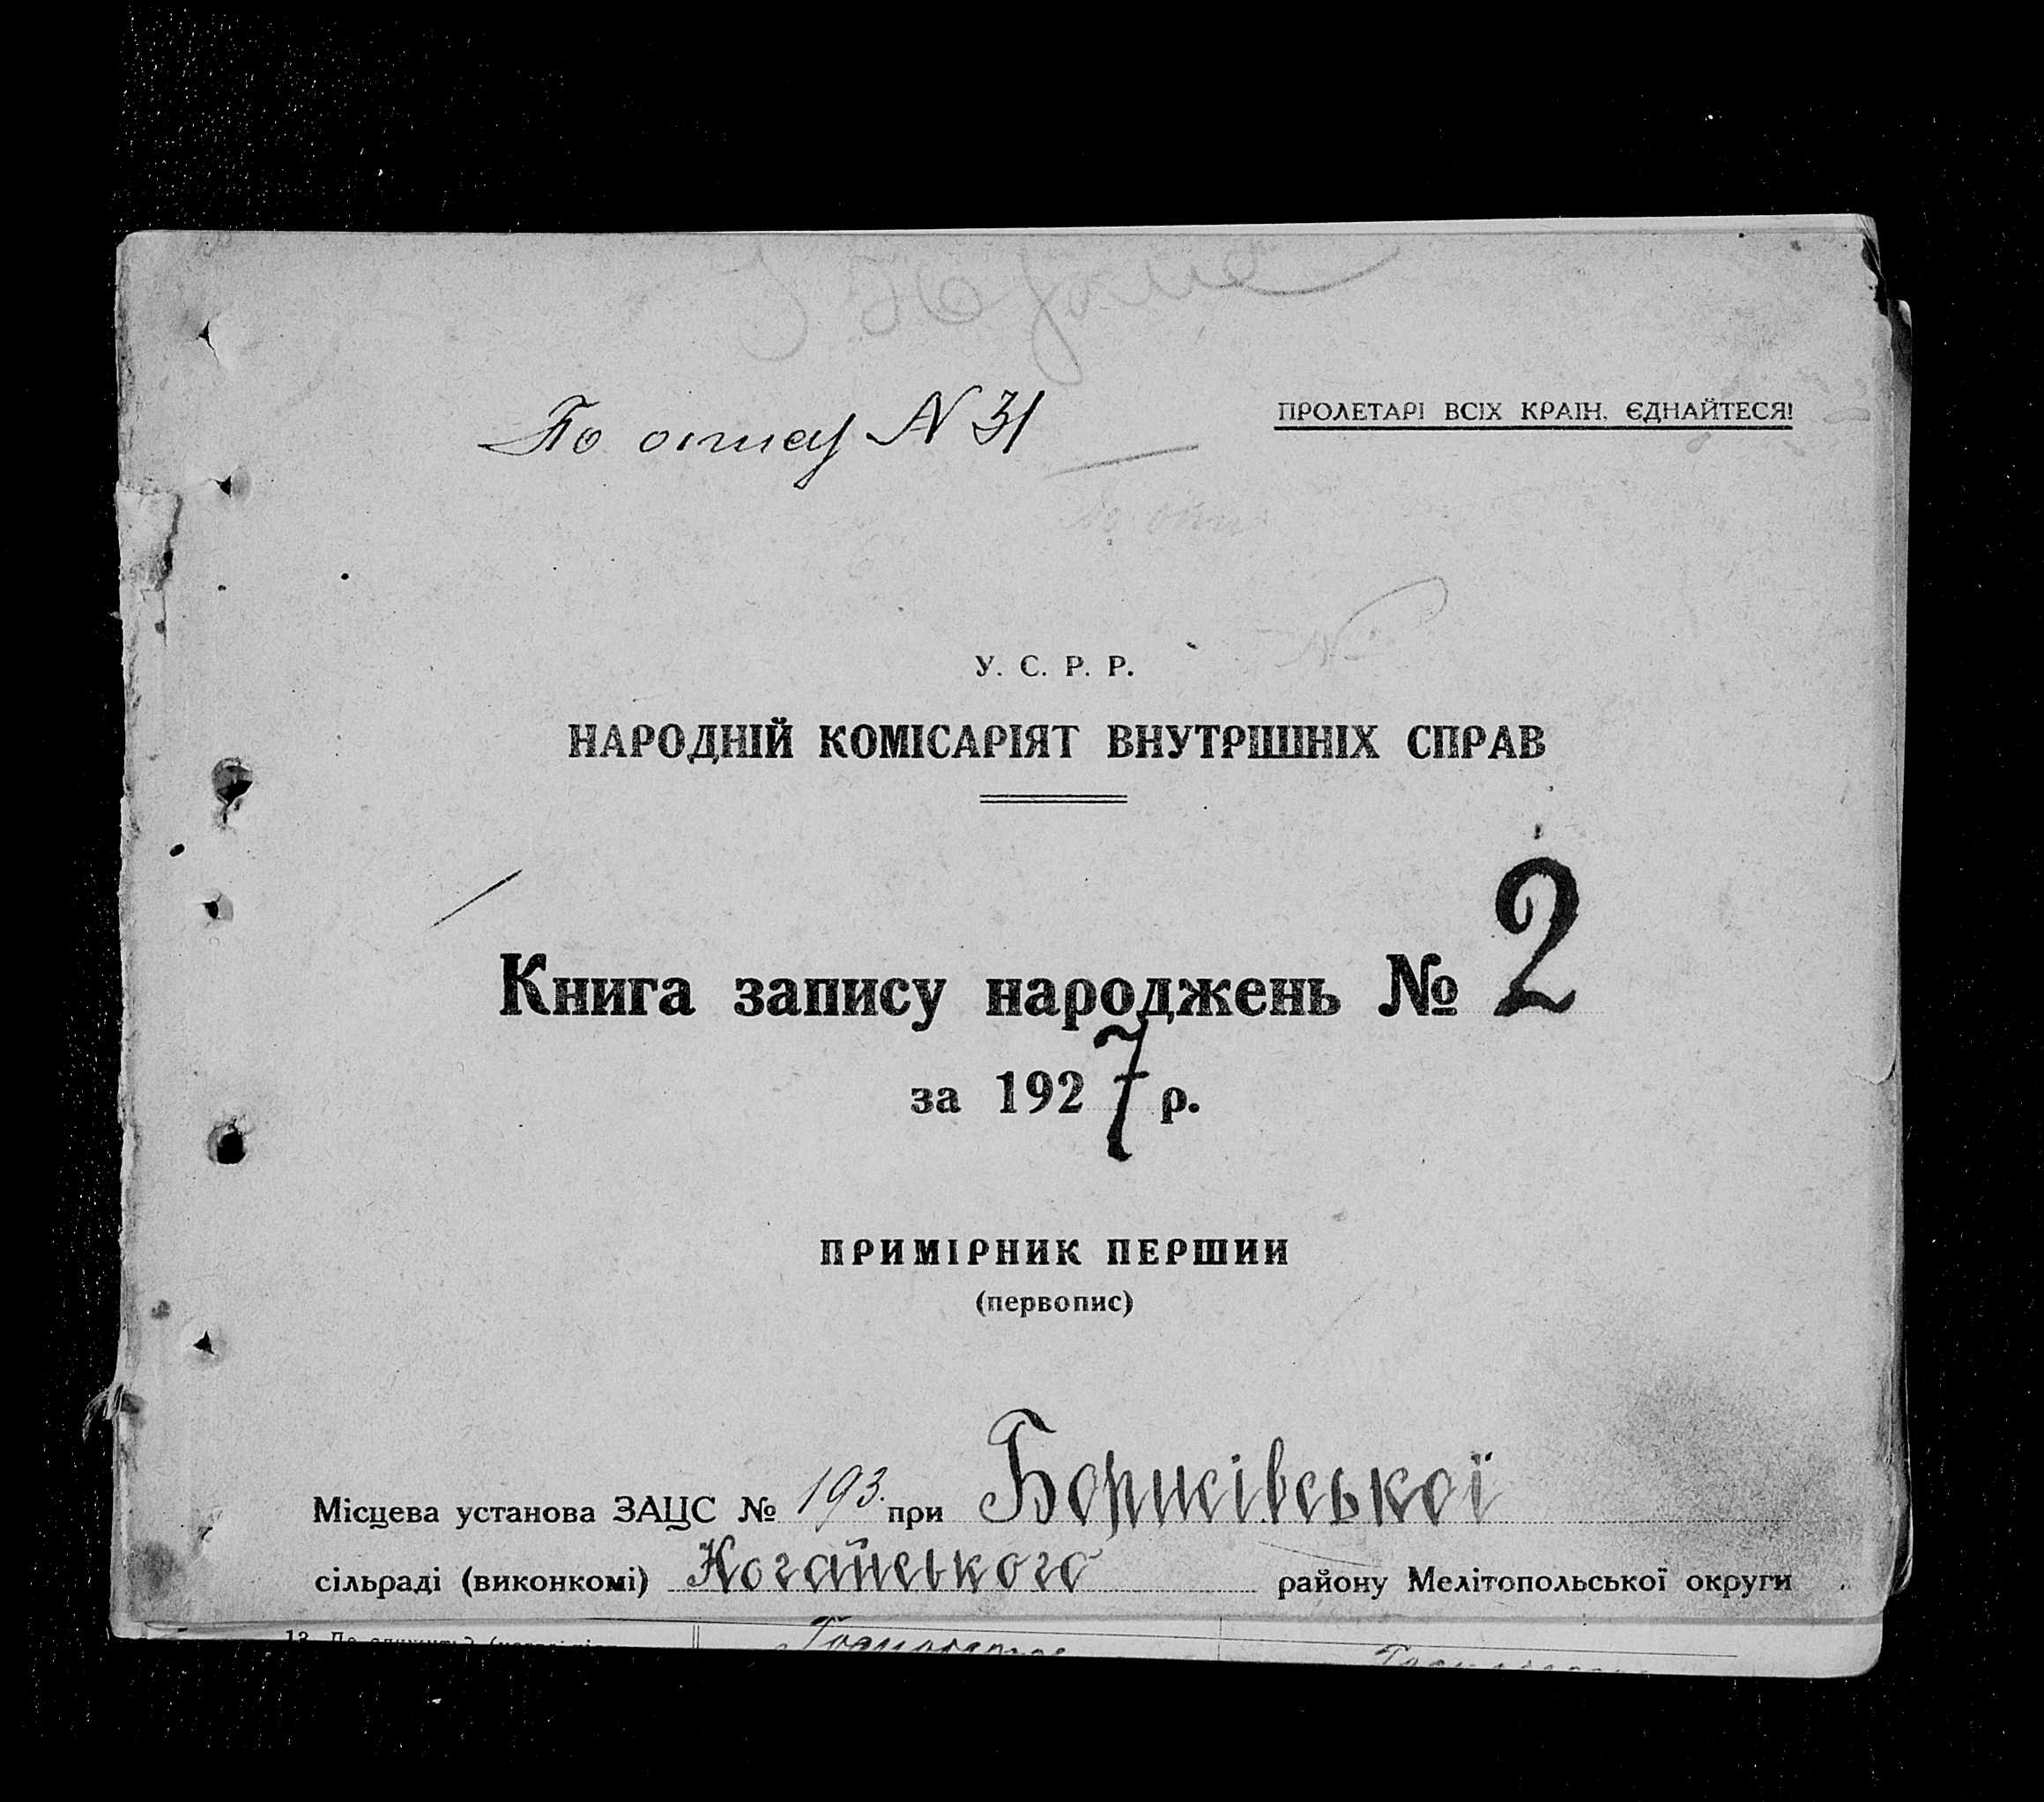 По опису N 31
ПРОЛЕТАРІ ВСІХ КРАЇН, ЄДНАЙТЕСЯ!
У. С. Р. Р.
НАРОДНІЙ КОМІСАРІЯТ ВНУТРІШНІХ СПРАВ
Книга запису народжень № 2
за 1927 р.
ПРИМІРНИК ПЕРШИЙ
(первопис)
Місцева установа ЗАЦС № 193. при Борисівської
сільраді (виконкомі) Ногайського району Мелітопольської округи